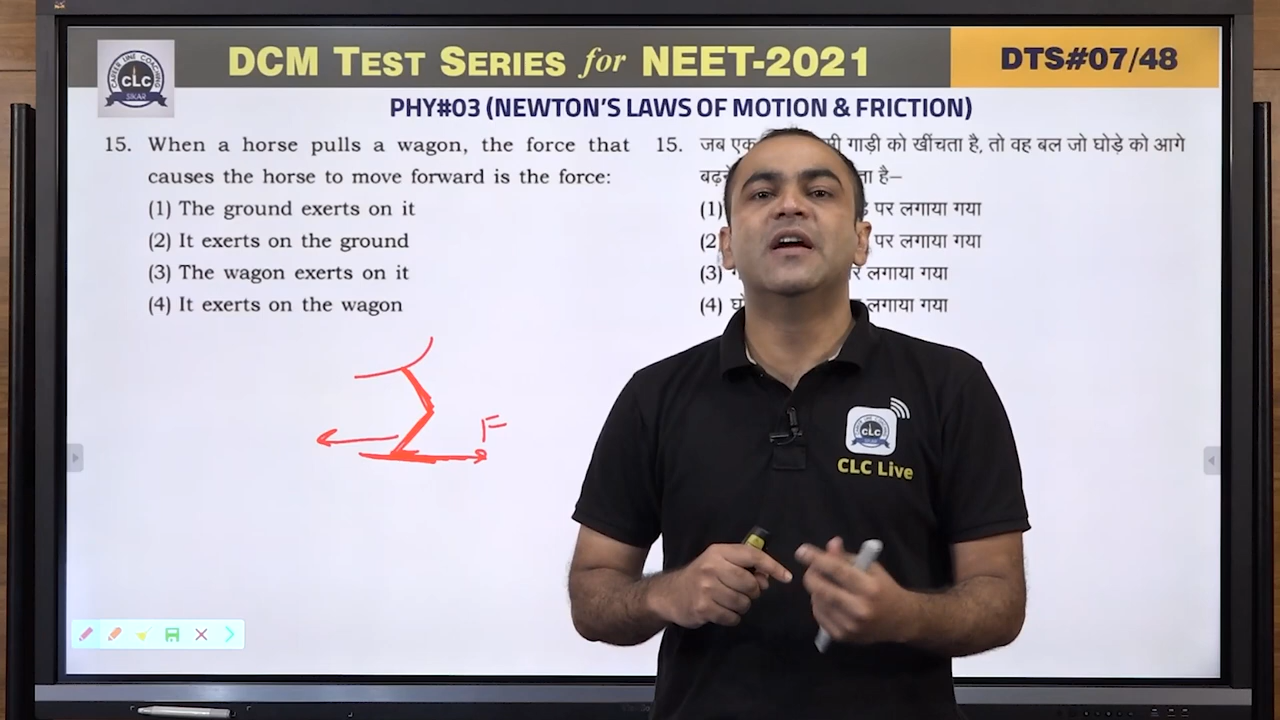 DCM TEST SERIES for NEET-2021
DTS#07/48
CAREER LINE COACHING
CLC
SIKAR
PHY#03 (NEWTON'S LAWS OF MOTION & FRICTION)
15. When a horse pulls a wagon, the force that
causes the horse to move forward is the force:
(1) The ground exerts on it
(2) It exerts on the ground
(3) The wagon exerts on it
(4) It exerts on the wagon
15. जब एक गाड़ी को खींचता है, तो वह बल जो घोड़े को आगे
है–
(1) पर लगाया गया
(2) पर लगाया गया
(3) लगाया गया
(4) लगाया गया
F
CLC
CLC Live